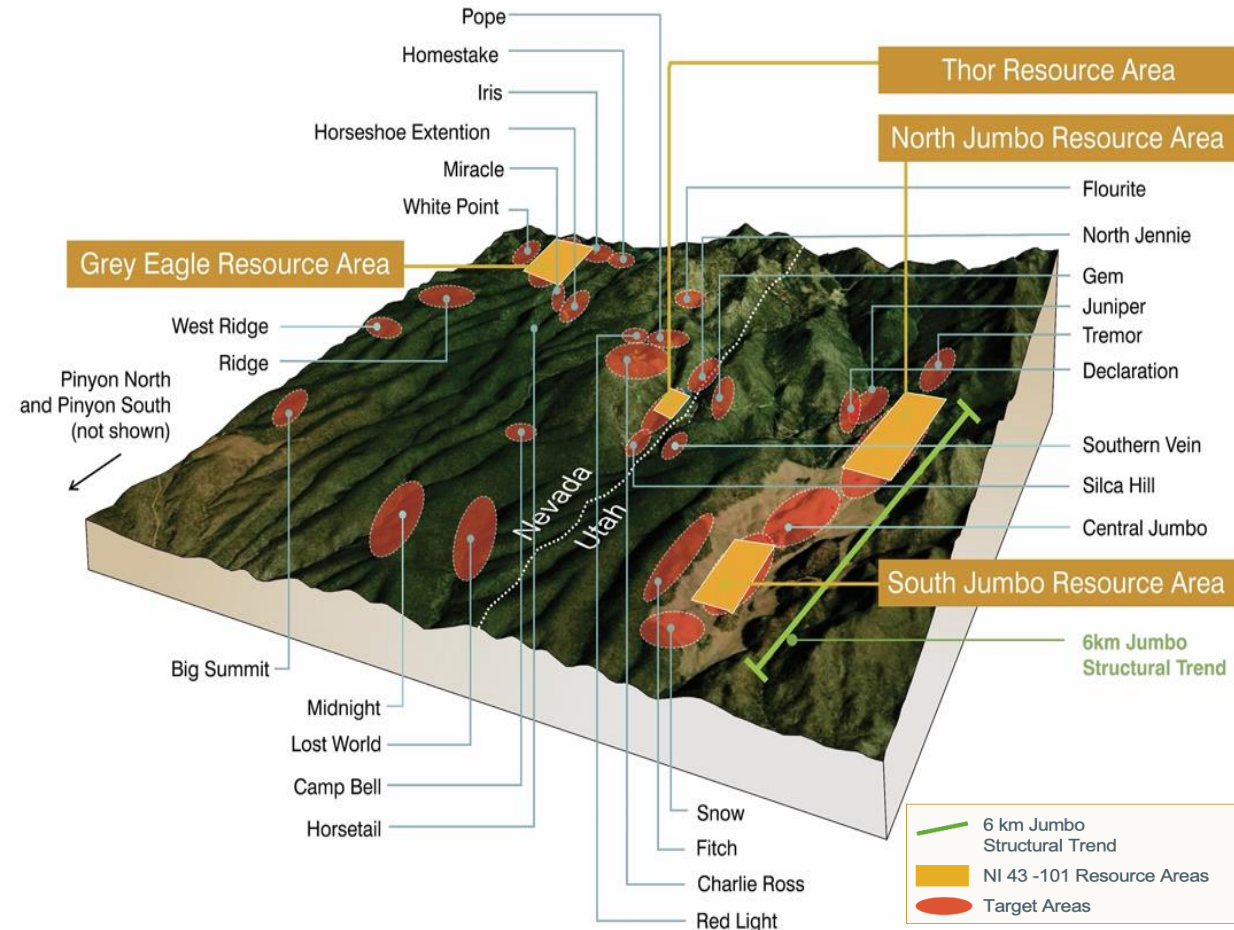 Pope
Homestake
Iris
Horseshoe Extention
Miracle
White Point
Grey Eagle Resource Area
West Ridge
Ridge
Pinyon North
and Pinyon South
(not shown)
Big Summit
Midnight
Lost World
Camp Bell
Horsetail
Nevada
Utah
Thor Resource Area
North Jumbo Resource Area
Flourite
North Jennie
Gem
Juniper
Tremor
Declaration
Southern Vein
Silca Hill
Central Jumbo
South Jumbo Resource Area
6km Jumbo
Structural Trend
Snow
Fitch
Charlie Ross
Red Light
6 km Jumbo
Structural Trend
NI 43 -101 Resource Areas
Target Areas